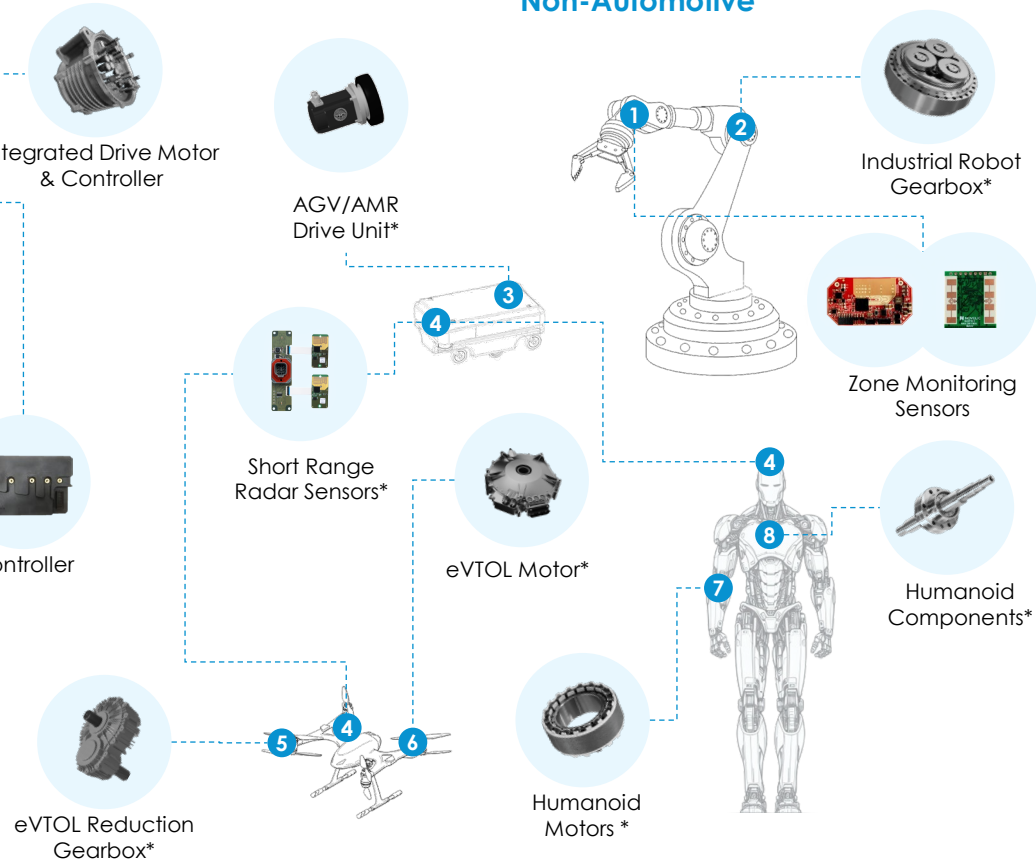 Non-Automotive
ntegrated Drive Motor
& Controller
AGV/AMR
Drive Unit*
1
2
Industrial Robot
Gearbox*
3
4
Zone Monitoring
Sensors
Short Range
Radar Sensors*
4
8
7
eVTOL Motor*
ontroller
Humanoid
Components*
4
5
6
Humanoid
Motors *
eVTOL Reduction
Gearbox*